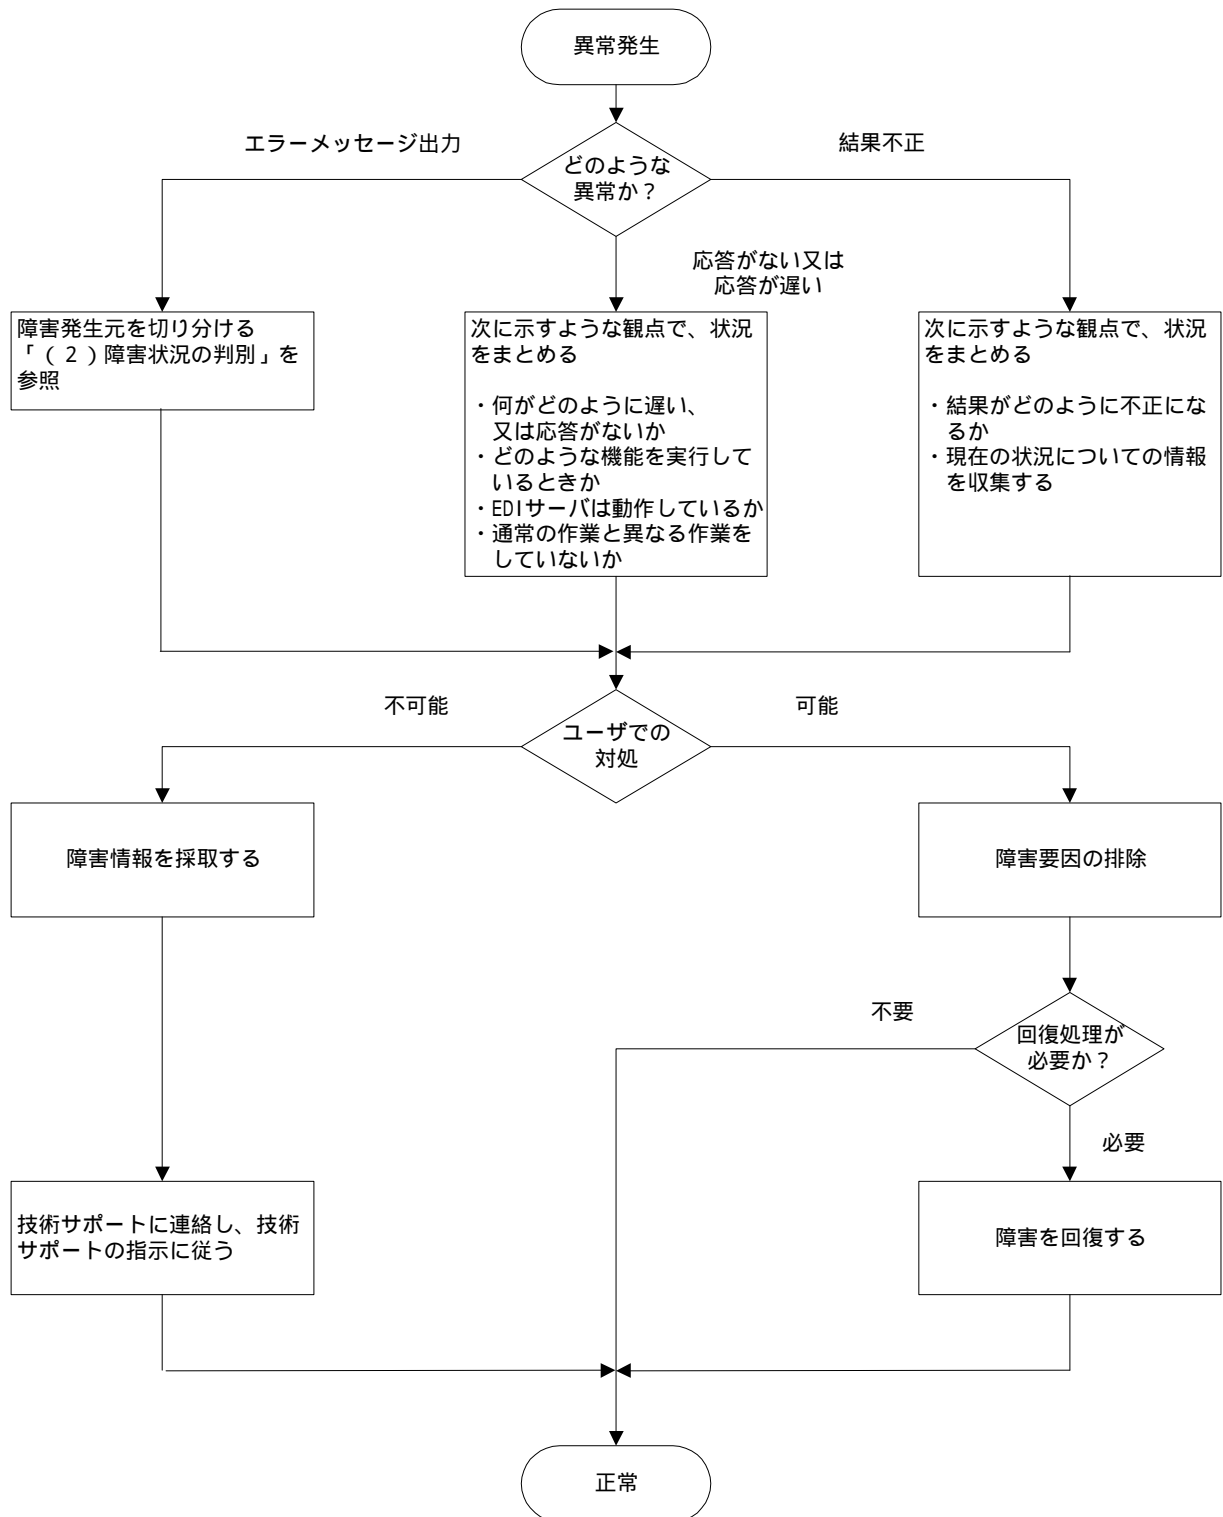 異常発生
エラーメッセージ出力
結果不正
どのような
異常か？
応答がない又は
応答が遅い
障害発生元を切り分ける
「（２）障害状況の判別」を
参照
次に示すような観点で、状況
をまとめる
・何がどのように遅い、
又は応答がないか
・どのような機能を実行して
いるときか
・EDIサーバは動作しているか
・通常の作業と異なる作業を
していないか
次に示すような観点で、状況
をまとめる
・結果がどのように不正にな
るか
・現在の状況についての情報
を収集する
不可能
可能
ユーザでの
対処
障害情報を採取する
障害要因の排除
不要
回復処理が
必要か？
必要
技術サポートに連絡し、技術
サポートの指示に従う
障害を回復する
正常